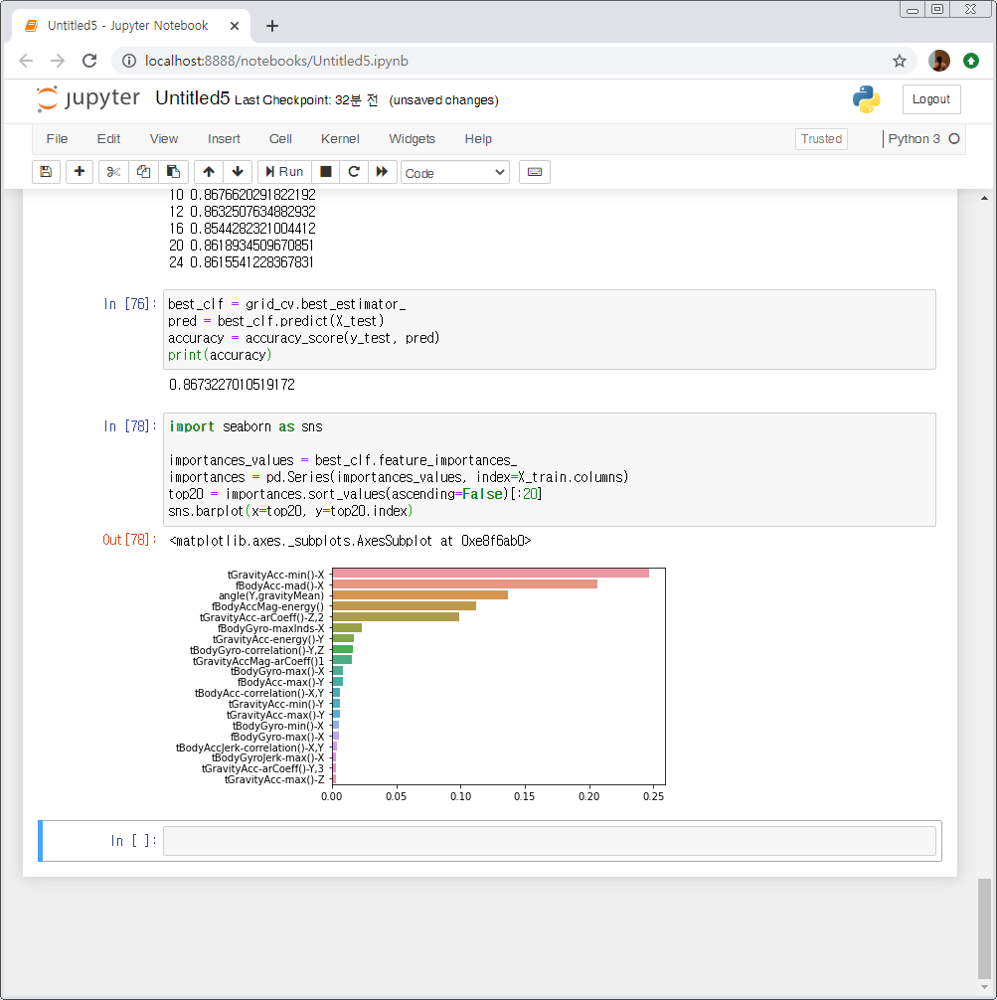 Untitled5 - Jupyter Notebook
localhost:8888/notebooks/Untitled5.ipynb
jupyter Untitled5 Last Checkpoint: 32분 전 (unsaved changes)
Logout
File Edit View Insert Cell Kernel Widgets Help Trusted Python 3
Run Code
10 0.8676620291822192
12 0.8632507634882932
16 0.8544282321004412
20 0.8618934509670851
24 0.8615541228367831
In [76]: best_clf = grid_cv.best_estimator_
pred = best_clf.predict(X_test)
accuracy = accuracy_score(y_test, pred)
print(accuracy)
0.8673227010519172
In [78]: import seaborn as sns
importances_values = best_clf.feature_importances_
importances = pd.Series(importances_values, index=X_train.columns)
top20 = importances.sort_values(ascending=False)[:20]
sns.barplot(x=top20, y=top20.index)
Out[78]: <matplotlib.axes._subplots.AxesSubplot at 0xe8f6ab0>
tGravityAcc-min()-X
fBodyAcc-mad()-X
angle(Y,gravityMean)
fBodyAccMag-energy()
tGravityAcc-arCoeff()-Z,2
fBodyGyro-maxInds-X
tGravityAcc-energy()-Y
tBodyGyro-correlation()-Y,Z
tGravityAccMag-arCoeff()1
tBodyGyro-max()-X
fBodyAcc-max()-Y
tBodyAcc-correlation()-X,Y
tGravityAcc-min()-Y
tGravityAcc-max()-Y
tBodyGyro-min()-X
fBodyGyro-max()-X
tBodyAccJerk-correlation()-X,Y
tBodyGyroJerk-max()-X
tGravityAcc-arCoeff()-Y,3
tGravityAcc-max()-Z
0.00 0.05 0.10 0.15 0.20 0.25
In [ ]: